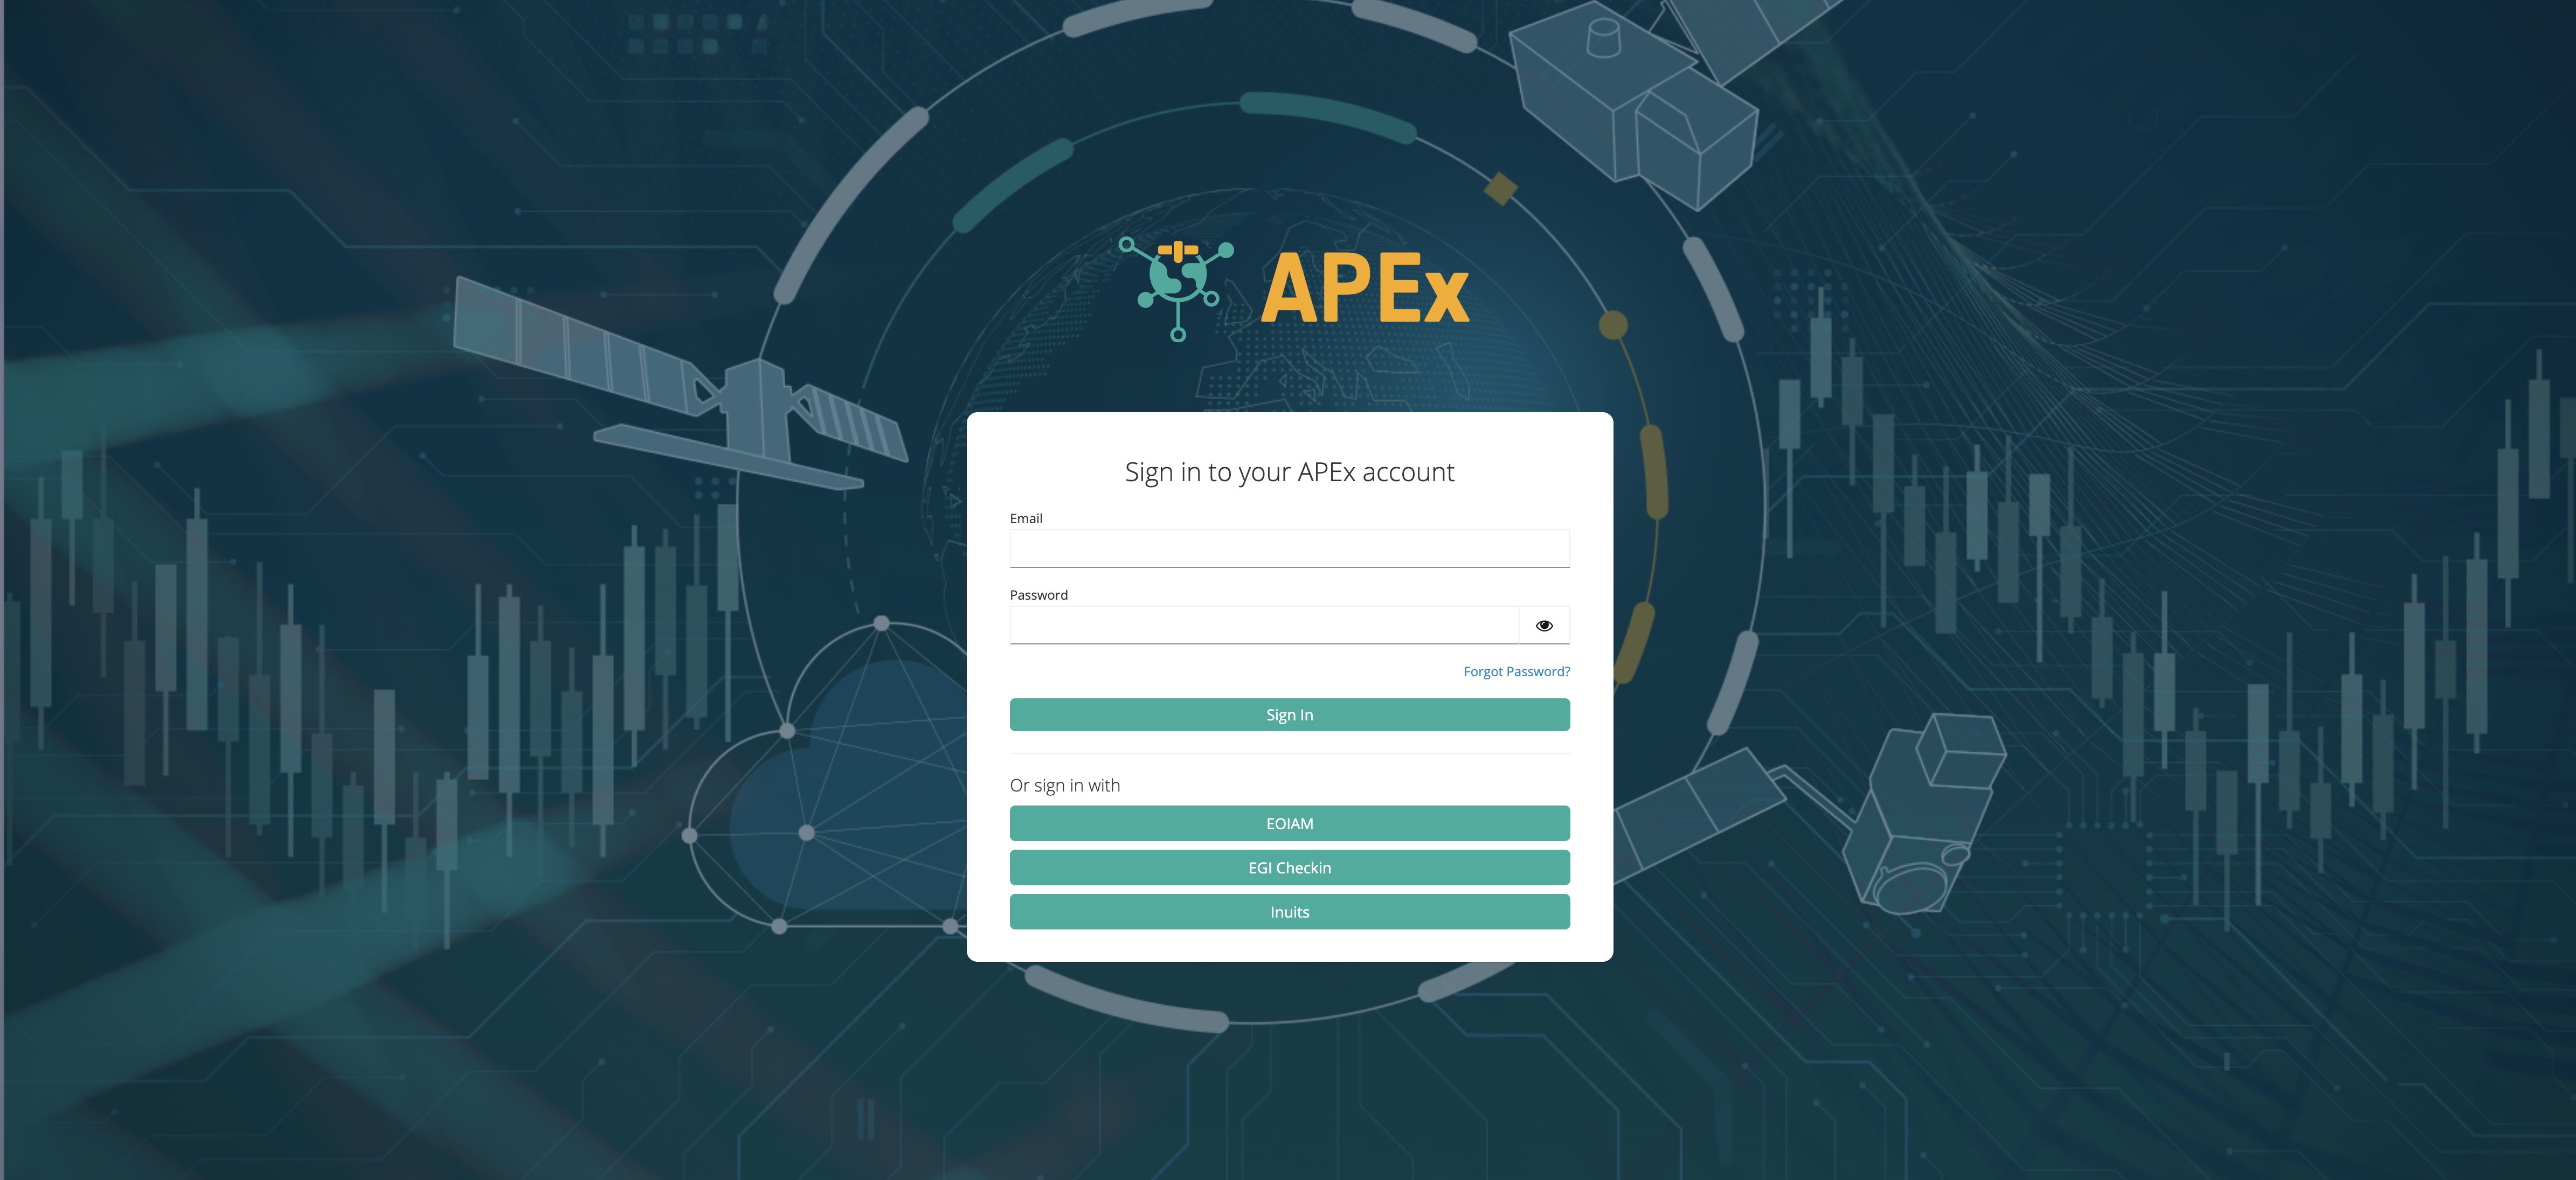 APEx
Sign in to your APEx account
Email
Password
Forgot Password?
Sign In
Or sign in with
EOIAM
EGI Checkin
Inuits